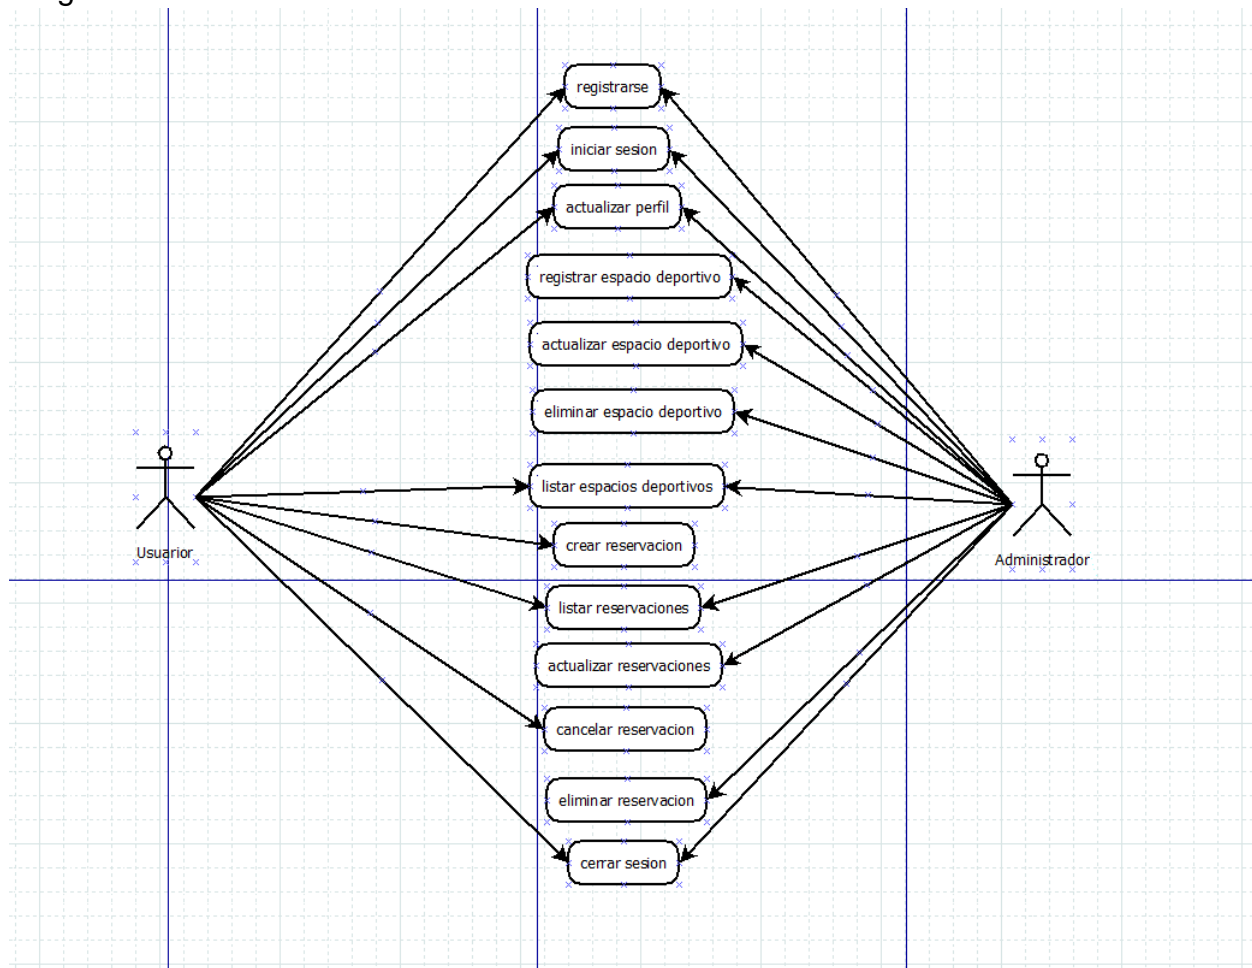 registrarse
iniciar sesion
actualizar perfil
registrar espacio deportivo
actualizar espacio deportivo
eliminar espacio deportivo
listar espacios deportivos
crear reservacion
Usuarior
Administrador
listar reservaciones
actualizar reservaciones
cancelar reservacion
eliminar reservacion
cerrar sesion